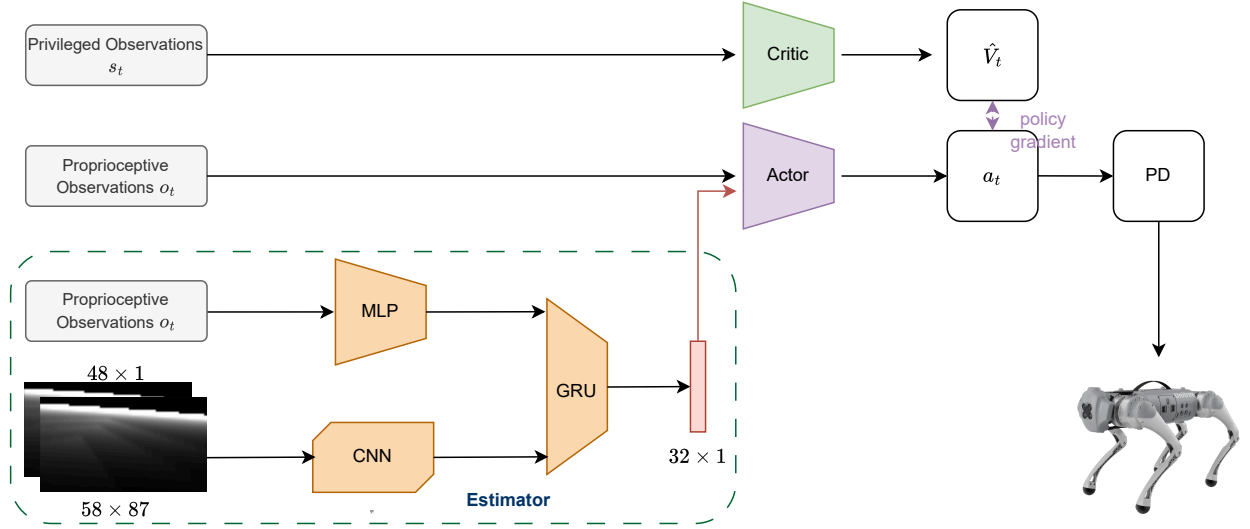 Privileged Observations
$s_t$
Critic
$\hat{V}_t$
policy
gradient
Proprioceptive
Observations $o_t$
Actor
$a_t$
PD
Proprioceptive
Observations $o_t$
MLP
48 × 1
GRU
CNN
32 × 1
58 × 87
Estimator